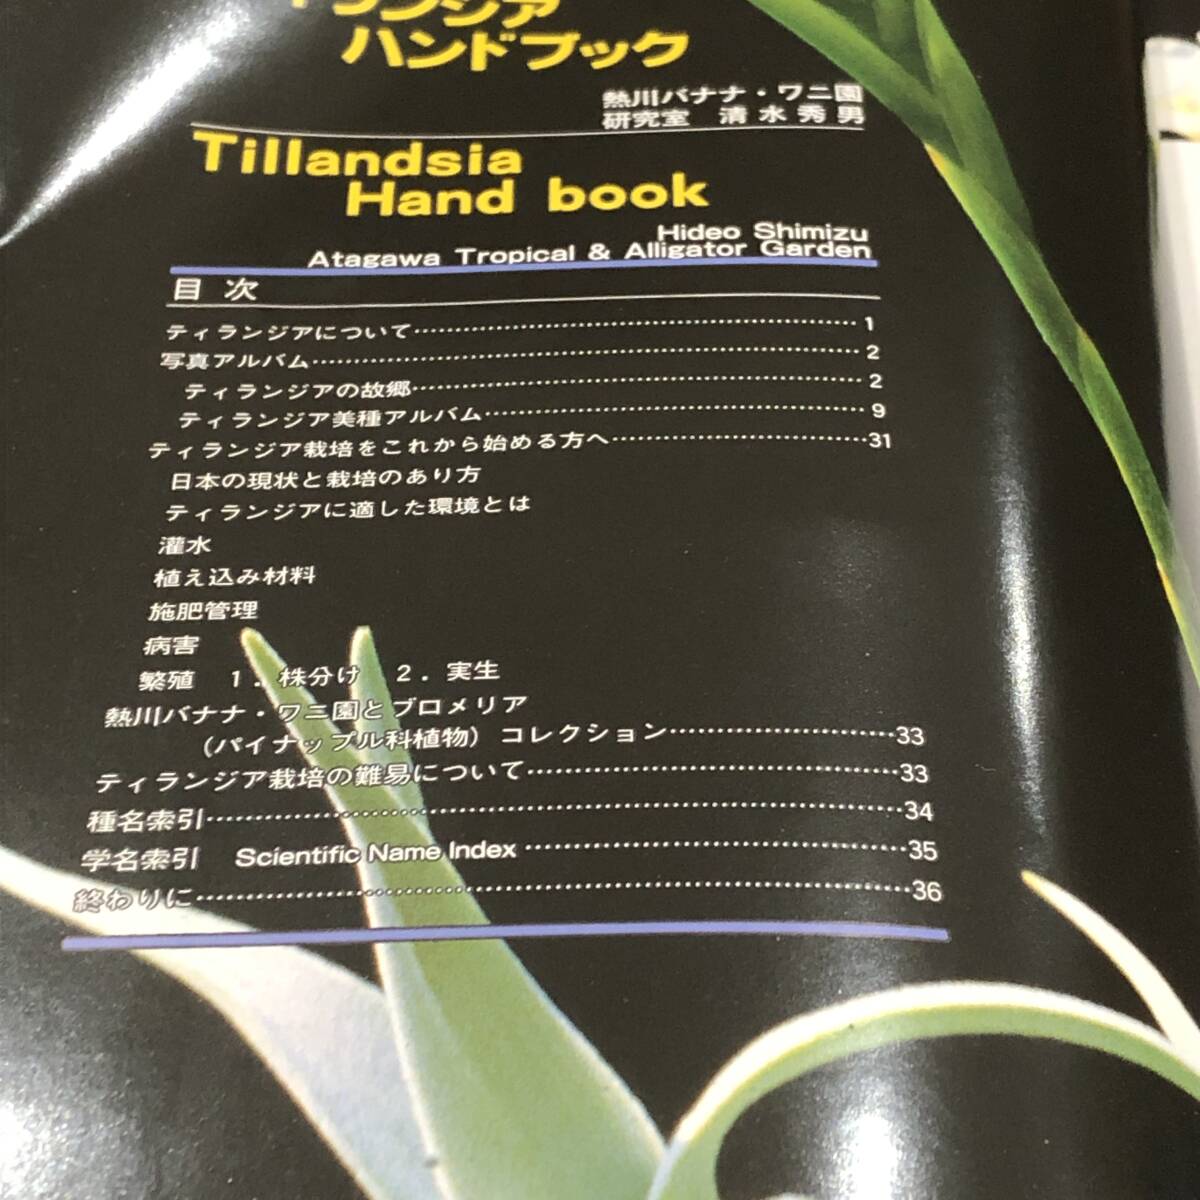 ティランジア
ハンドブック
熱川バナナ・ワニ園
研究室 清水秀男
Tillandsia
Hand book
Hideo Shimizu
Atagawa Tropical & Alligator Garden
目次
ティランジアについて……1
写真アルバム……2
ティランジアの故郷……2
ティランジア美種アルバム……9
ティランジア栽培をこれから始める方へ……31
日本の現状と栽培のあり方
ティランジアに適した環境とは
灌水
植え込み材料
施肥管理
病害
繁殖 1.株分け 2.実生
熱川バナナ・ワニ園とブロメリア
(パイナップル科植物) コレクション……33
ティランジア栽培の難易について……33
種名索引……34
学名索引 Scientific Name Index……35
終わりに……36